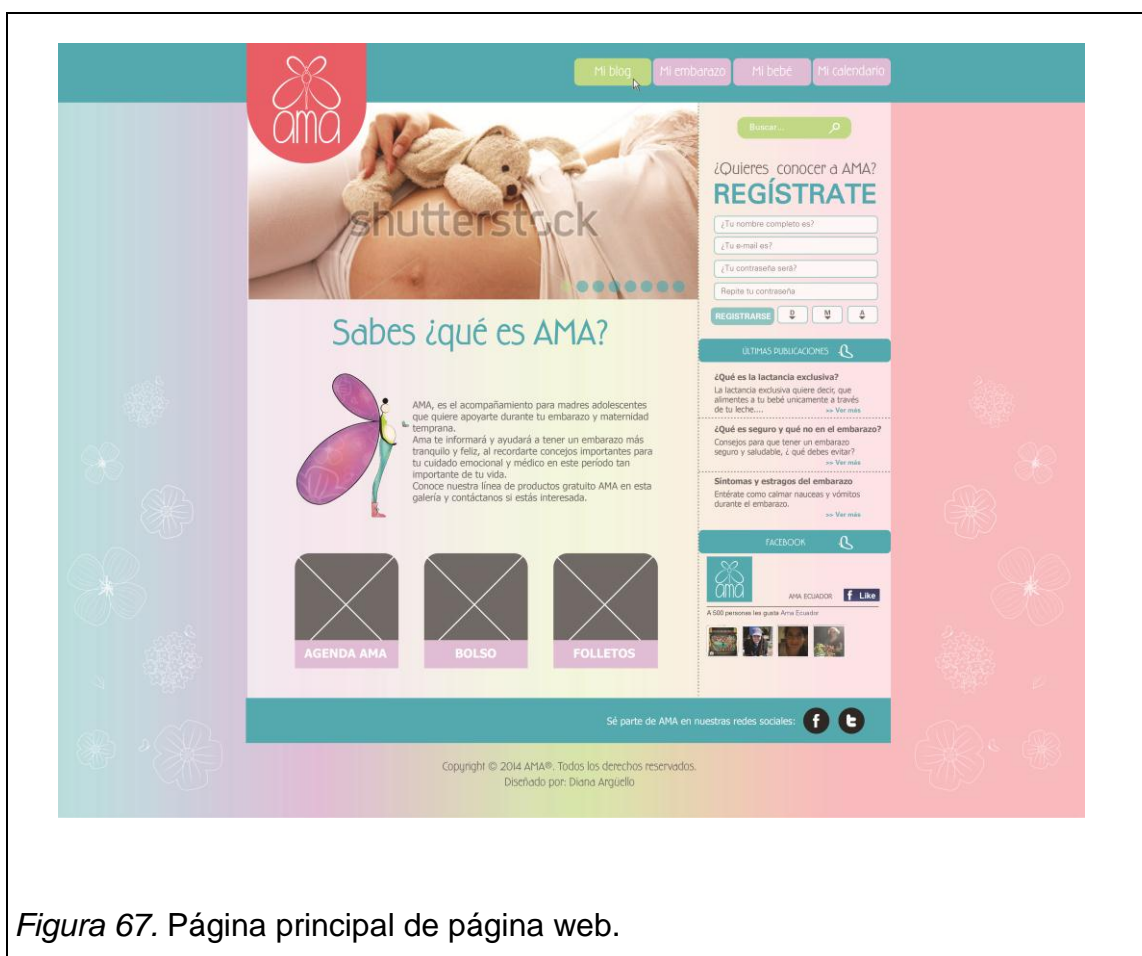 ama
Mi blog
Mi embarazo
Mi bebé
Mi calendario
shutterstock
Buscar...
¿Quieres conocer a AMA?
REGÍSTRATE
¿Tu nombre completo es?
¿Tu e-mail es?
¿Tu contraseña será?
Repite tu contraseña
REGISTRARSE
D
M
A
Sabes ¿qué es AMA?
AMA, es el acompañamiento para madres adolescentes
que quiere apoyarte durante tu embarazo y maternidad
temprana.
Ama te informará y ayudará a tener un embarazo más
tranquilo y feliz, al recordarte concejos importantes para
tu cuidado emocional y médico en este período tan
importante de tu vida.
Conoce nuestra línea de productos gratuito AMA en esta
galería y contáctanos si estás interesada.
AGENDA AMA
BOLSO
FOLLETOS
ÚLTIMAS PUBLICACIONES
¿Qué es la lactancia exclusiva?
La lactancia exclusiva quiere decir, que
alimentes a tu bebé unicamente a través
de tu leche....
»» Ver más
¿Qué es seguro y qué no en el embarazo?
Consejos para que tener un embarazo
seguro y saludable, ¿ qué debes evitar?
»» Ver más
Síntomas y estragos del embarazo
Entérate como calmar nauceas y vómitos
durante el embarazo.
»» Ver más
FACEBOOK
ama
AMA ECUADOR
f Like
A 500 personas les gusta Ama Ecuador
Sé parte de AMA en nuestras redes sociales:
Copyright © 2014 AMA®. Todos los derechos reservados.
Diseñado por: Diana Argüello
Figura 67. Página principal de página web.